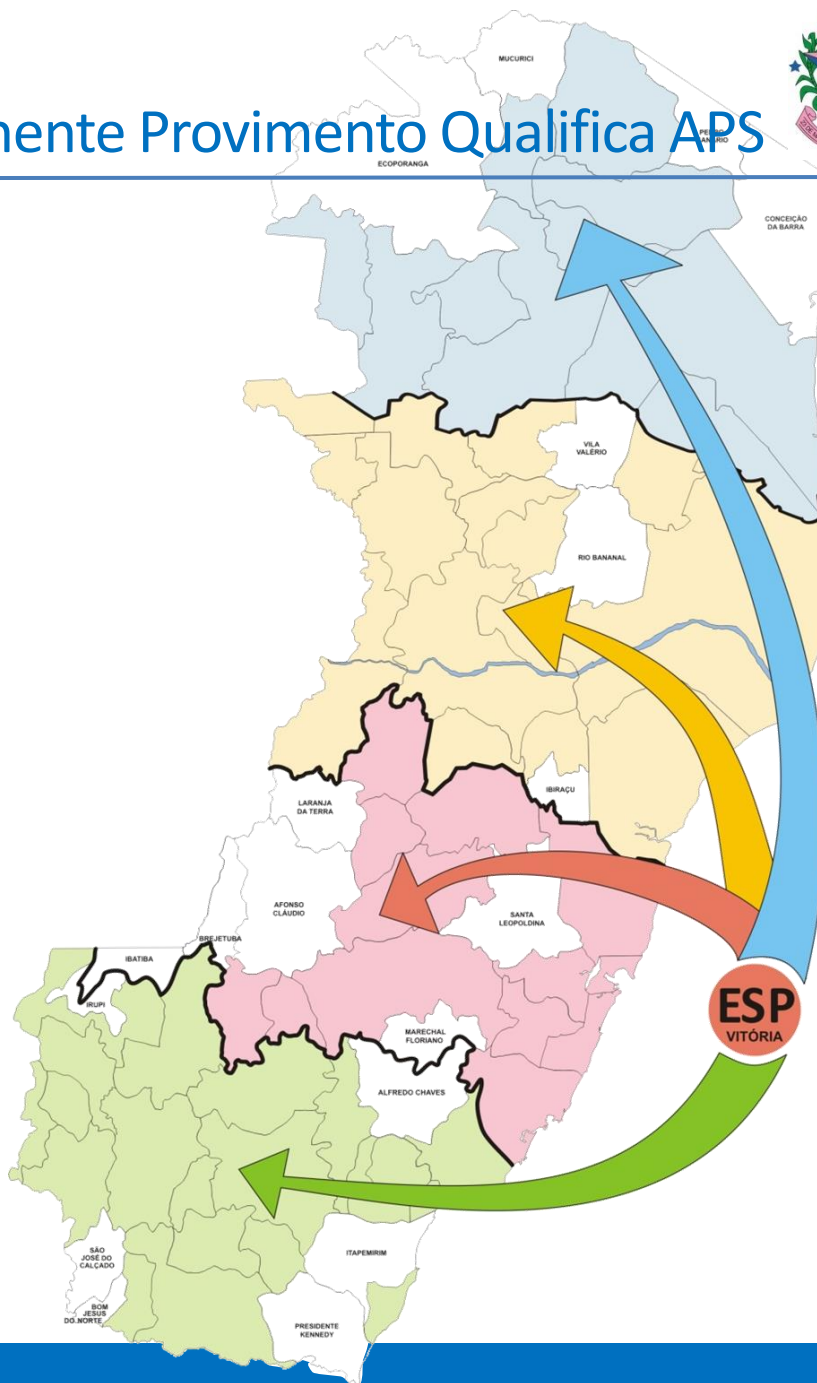 MUCURICI
nente Provimento Qualifica APS
ECOPORANGA
CONCEIÇÃO
DA BARRA
VILA
VALÉRIO
RIO BANANAL
IBIRAÇU
LARANJA
DA TERRA
AFONSO
CLÁUDIO
SANTA
LEOPOLDINA
BREJETUBA
IBATIBA
IRUPI
ESP
VITÓRIA
MARECHAL
FLORIANO
ALFREDO CHAVES
SÃO
JOSÉ DO
CALÇADO
ITAPEMIRIM
BOM
JESUS
DO NORTE
PRESIDENTE
KENNEDY